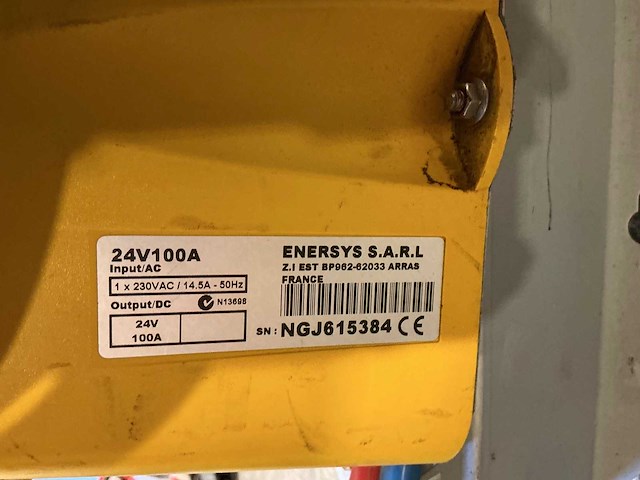 24V100A
Input/AC
1 x 230VAC / 14.5A - 50Hz
Output/DC
N13698
24V
100A
ENERSYS S.A.R.L
Z.I EST BP962-62033 ARRAS
FRANCE
SN : NGJ615384 CE